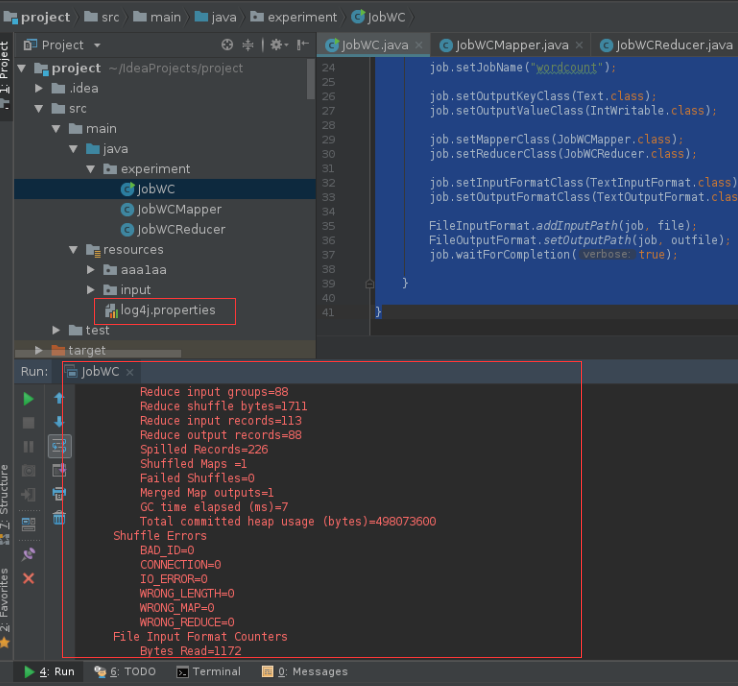 project src main java experiment JobWC
Project
project ~/IdeaProjects/project
.idea
src
main
java
experiment
JobWC
JobWCMapper
JobWCReducer
resources
aaa1aa
input
log4j.properties
test
target
1: Project
JobWC.java JobWCMapper.java JobWCReducer.java
24 job.setJobName("wordcount");
25
26 job.setOutputKeyClass(Text.class);
27 job.setOutputValueClass(IntWritable.class);
28
29 job.setMapperClass(JobWCMapper.class);
30 job.setReducerClass(JobWCReducer.class);
31
32 job.setInputFormatClass(TextInputFormat.class)
33 job.setOutputFormatClass(TextOutputFormat.clas
34
35 FileInputFormat.addInputPath(job, file);
36 FileOutputFormat.setOutputPath(job, outfile);
37 job.waitForCompletion( verbose: true);
38
39 }
40
41 }
Run: JobWC
Reduce input groups=88
Reduce shuffle bytes=1711
Reduce input records=113
Reduce output records=88
Spilled Records=226
Shuffled Maps =1
Failed Shuffles=0
Merged Map outputs=1
GC time elapsed (ms)=7
Total committed heap usage (bytes)=498073600
Shuffle Errors
BAD_ID=0
CONNECTION=0
IO_ERROR=0
WRONG_LENGTH=0
WRONG_MAP=0
WRONG_REDUCE=0
File Input Format Counters
Bytes Read=1172
7: Structure
2: Favorites
4: Run 6: TODO Terminal 0: Messages